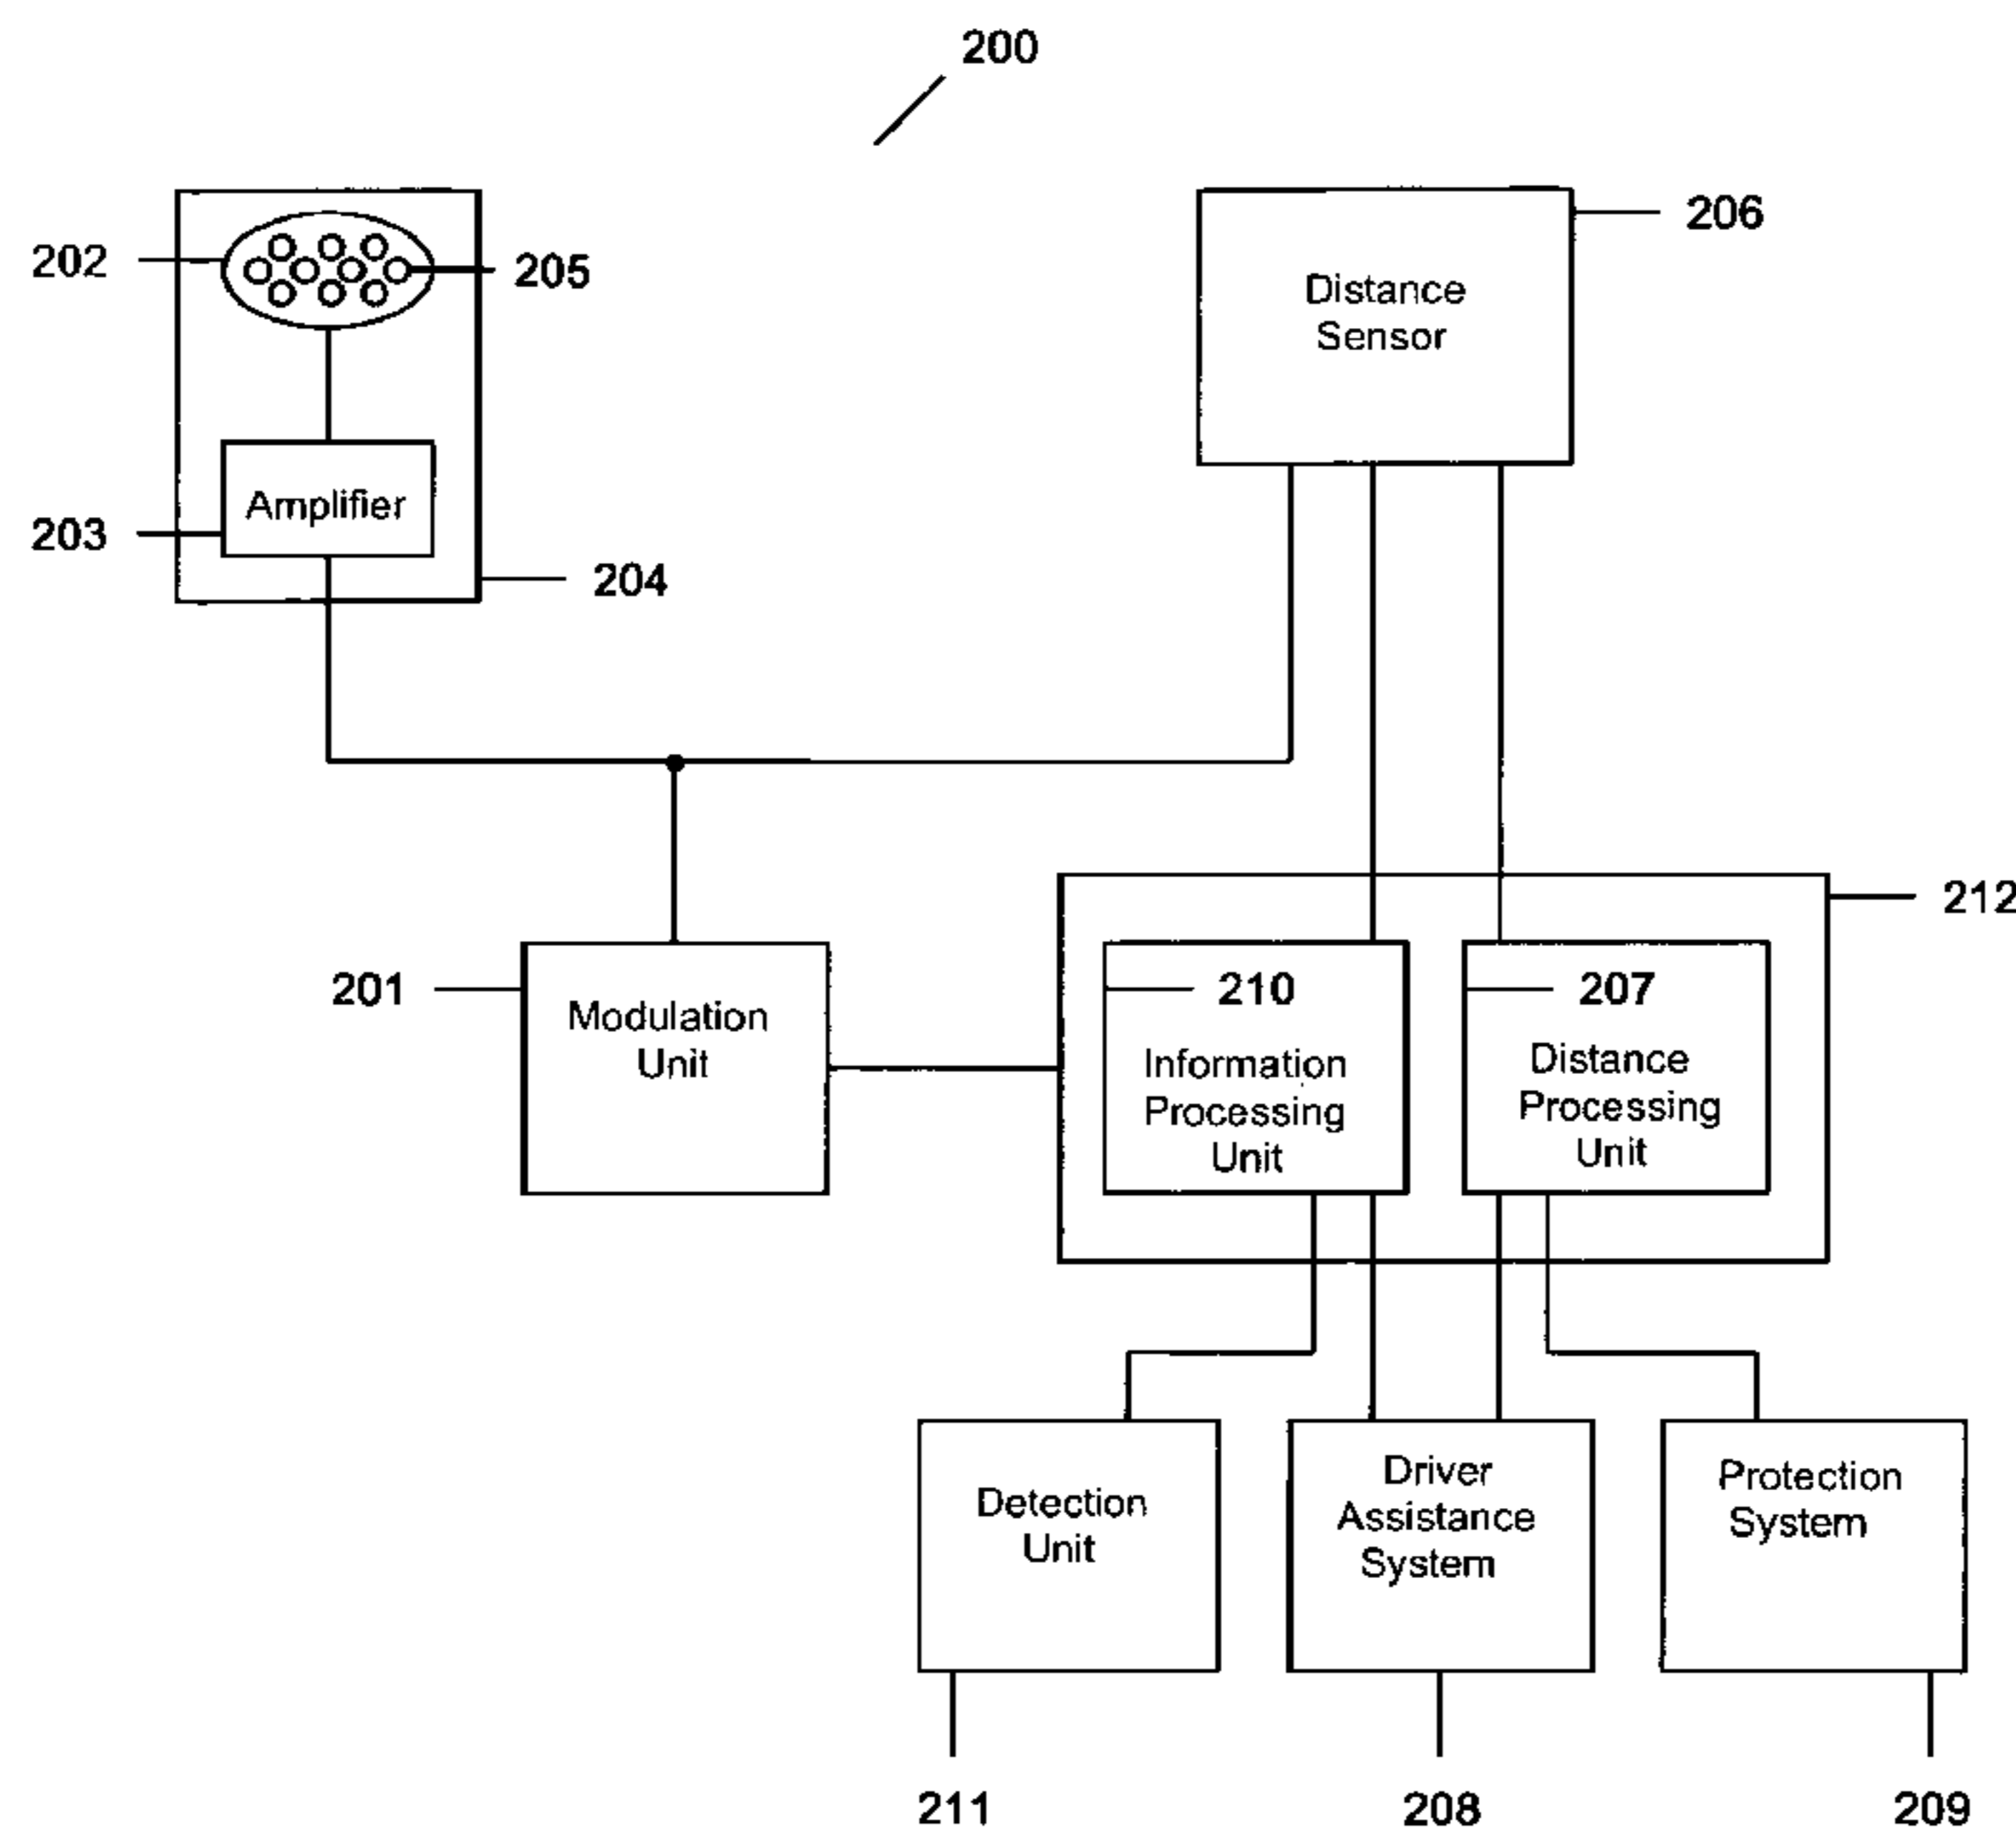 200
206
202
205
Distance
Sensor
Amplifier
203
204
212
201
210
207
Modulation
Unit
Information
Processing
Unit
Distance
Processing
Unit
Detection
Unit
Driver
Assistance
System
Protection
System
211
208
209